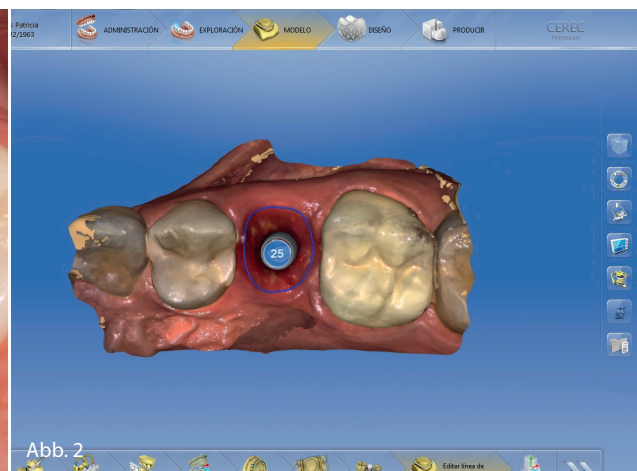 Patricia
2/1963
ADMINISTRACIÓN
EXPLORACIÓN
MODELO
DISEÑO
PRODUCIR
CEREC
Premium
25
Abb. 2
Editar línea de